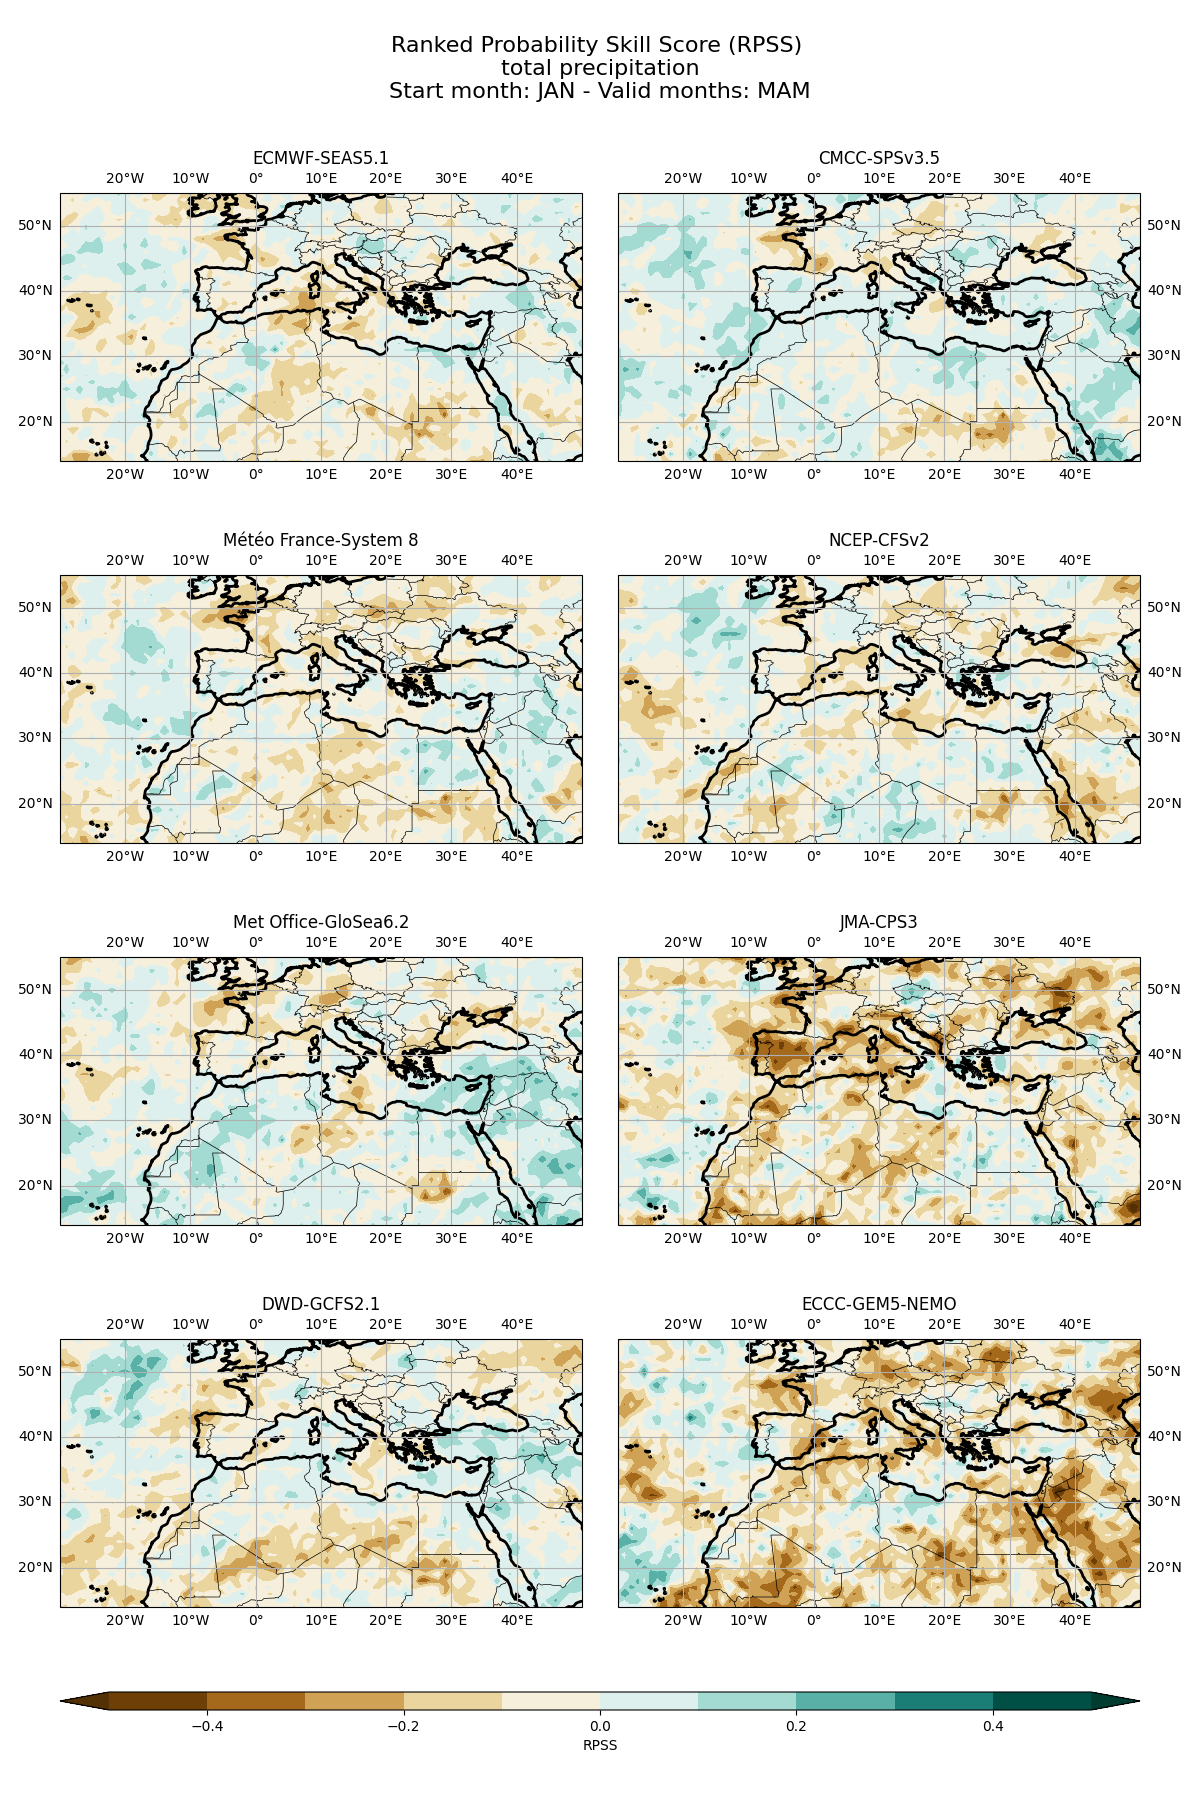 Ranked Probability Skill Score (RPSS)
total precipitation
Start month: JAN - Valid months: MAM
ECMWF-SEAS5.1
20°W 10°W 0° 10°E 20°E 30°E 40°E
50°N
40°N
30°N
20°N
20°W 10°W 0° 10°E 20°E 30°E 40°E
CMCC-SPSv3.5
20°W 10°W 0° 10°E 20°E 30°E 40°E
50°N
40°N
30°N
20°N
20°W 10°W 0° 10°E 20°E 30°E 40°E
Météo France-System 8
20°W 10°W 0° 10°E 20°E 30°E 40°E
50°N
40°N
30°N
20°N
20°W 10°W 0° 10°E 20°E 30°E 40°E
NCEP-CFSv2
20°W 10°W 0° 10°E 20°E 30°E 40°E
50°N
40°N
30°N
20°N
20°W 10°W 0° 10°E 20°E 30°E 40°E
Met Office-GloSea6.2
20°W 10°W 0° 10°E 20°E 30°E 40°E
50°N
40°N
30°N
20°N
20°W 10°W 0° 10°E 20°E 30°E 40°E
JMA-CPS3
20°W 10°W 0° 10°E 20°E 30°E 40°E
50°N
40°N
30°N
20°N
20°W 10°W 0° 10°E 20°E 30°E 40°E
DWD-GCFS2.1
20°W 10°W 0° 10°E 20°E 30°E 40°E
50°N
40°N
30°N
20°N
20°W 10°W 0° 10°E 20°E 30°E 40°E
ECCC-GEM5-NEMO
20°W 10°W 0° 10°E 20°E 30°E 40°E
50°N
40°N
30°N
20°N
20°W 10°W 0° 10°E 20°E 30°E 40°E
−0.4 −0.2 0.0 0.2 0.4
RPSS